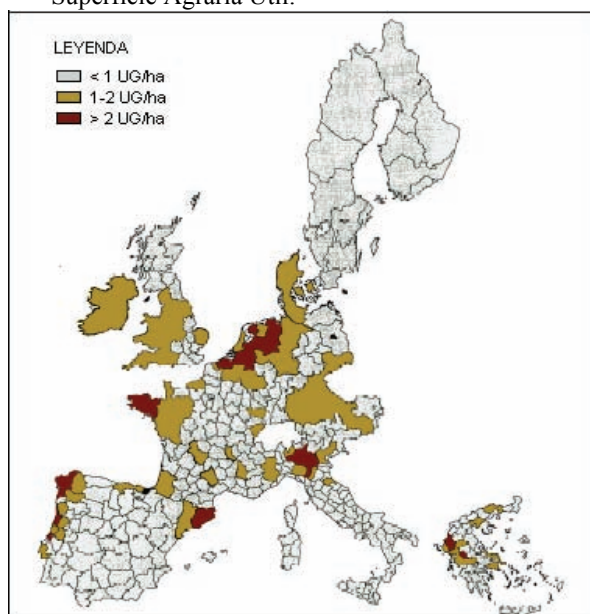 Superficie Agraria Útil.
LEYENDA
< 1 UG/ha
1-2 UG/ha
> 2 UG/ha